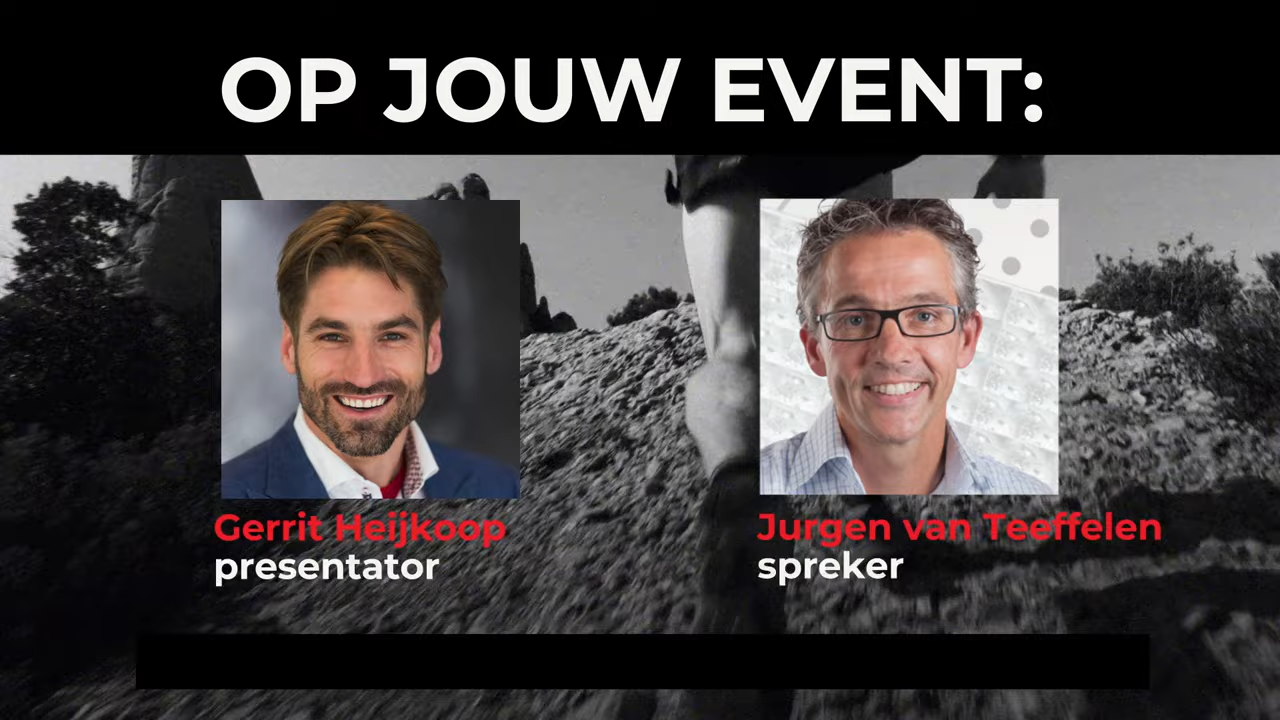 OP JOUW EVENT:
Gerrit Heijkoop
presentator
Jurgen van Teeffelen
spreker